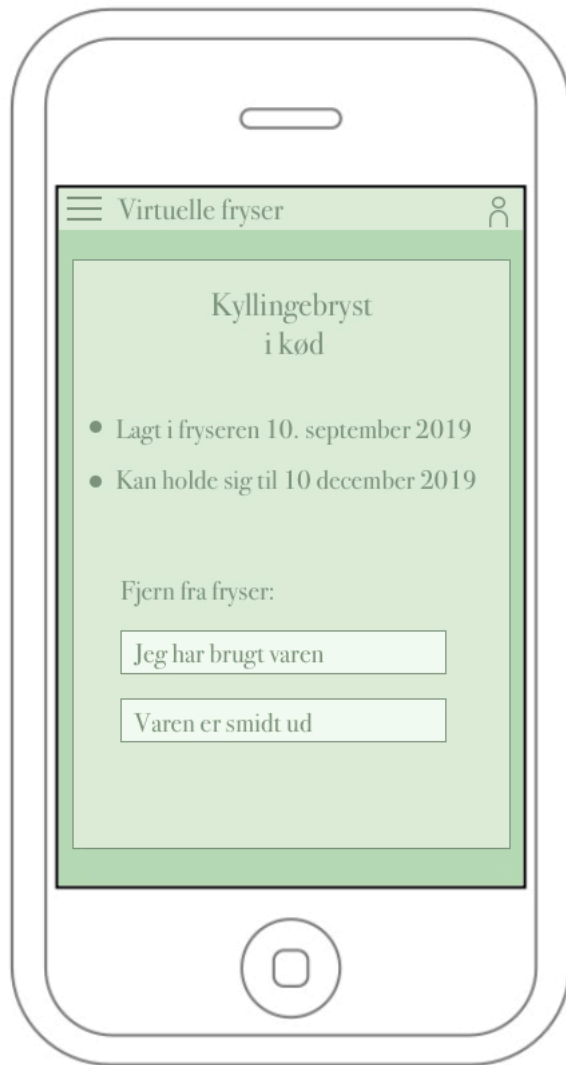 Virtuelle fryser
Kyllingebryst
i kød
Lagt i fryseren 10. september 2019
Kan holde sig til 10 december 2019
Fjern fra fryser:
Jeg har brugt varen
Varen er smidt ud